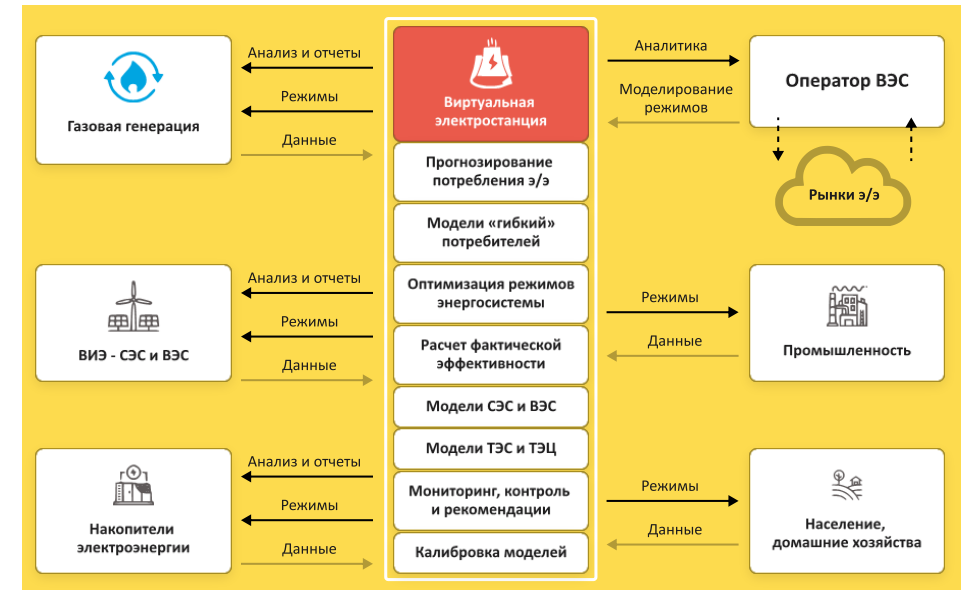 Анализ и отчеты
Режимы
Данные
Газовая генерация
Анализ и отчеты
Режимы
Данные
ВИЭ - СЭС и ВЭС
Анализ и отчеты
Режимы
Данные
Накопители
электроэнергии
Виртуальная
электростанция
Прогнозирование
потребления э/э
Модели «гибкий»
потребителей
Оптимизация режимов
энергосистемы
Расчет фактической
эффективности
Модели СЭС и ВЭС
Модели ТЭС и ТЭЦ
Мониторинг, контроль
и рекомендации
Калибровка моделей
Аналитика
Моделирование
режимов
Оператор ВЭС
Рынки э/э
Режимы
Данные
Промышленность
Режимы
Данные
Население,
домашние хозяйства